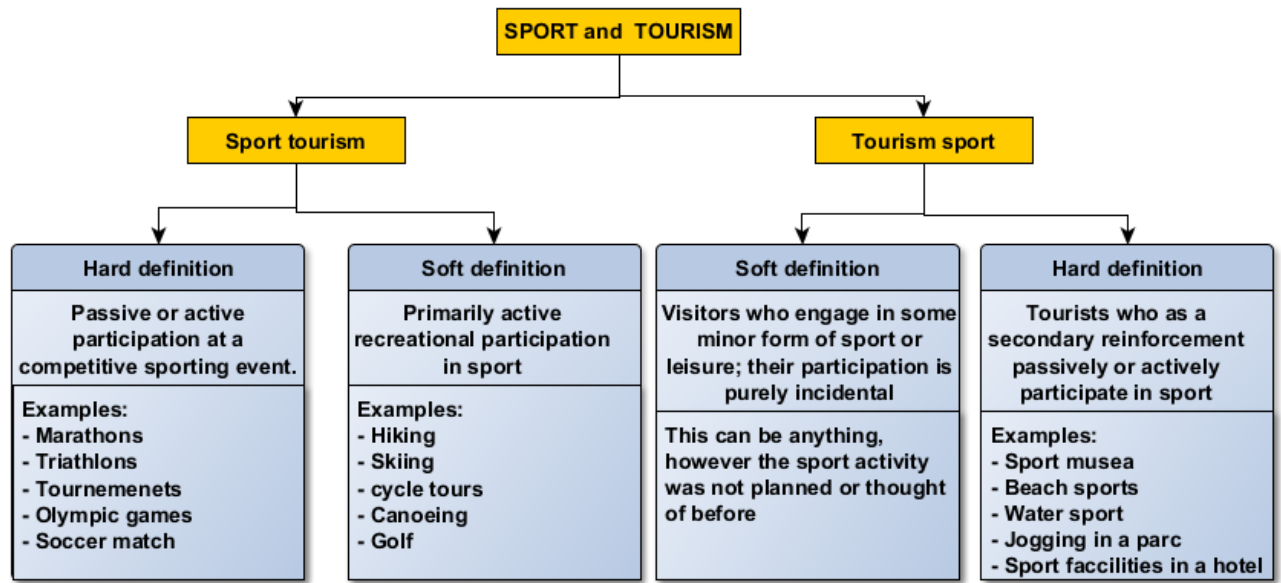 SPORT and TOURISM
Sport tourism
Tourism sport
Hard definition
Passive or active
participation at a
competitive sporting event.
Examples:
- Marathons
- Triathlons
- Tournemenets
- Olympic games
- Soccer match
Soft definition
Primarily active
recreational participation
in sport
Examples:
- Hiking
- Skiing
- cycle tours
- Canoeing
- Golf
Soft definition
Visitors who engage in some
minor form of sport or
leisure; their participation is
purely incidental
This can be anything,
however the sport activity
was not planned or thought
of before
Hard definition
Tourists who as a
secondary reinforcement
passively or actively
participate in sport
Examples:
- Sport musea
- Beach sports
- Water sport
- Jogging in a parc
- Sport faccilities in a hotel